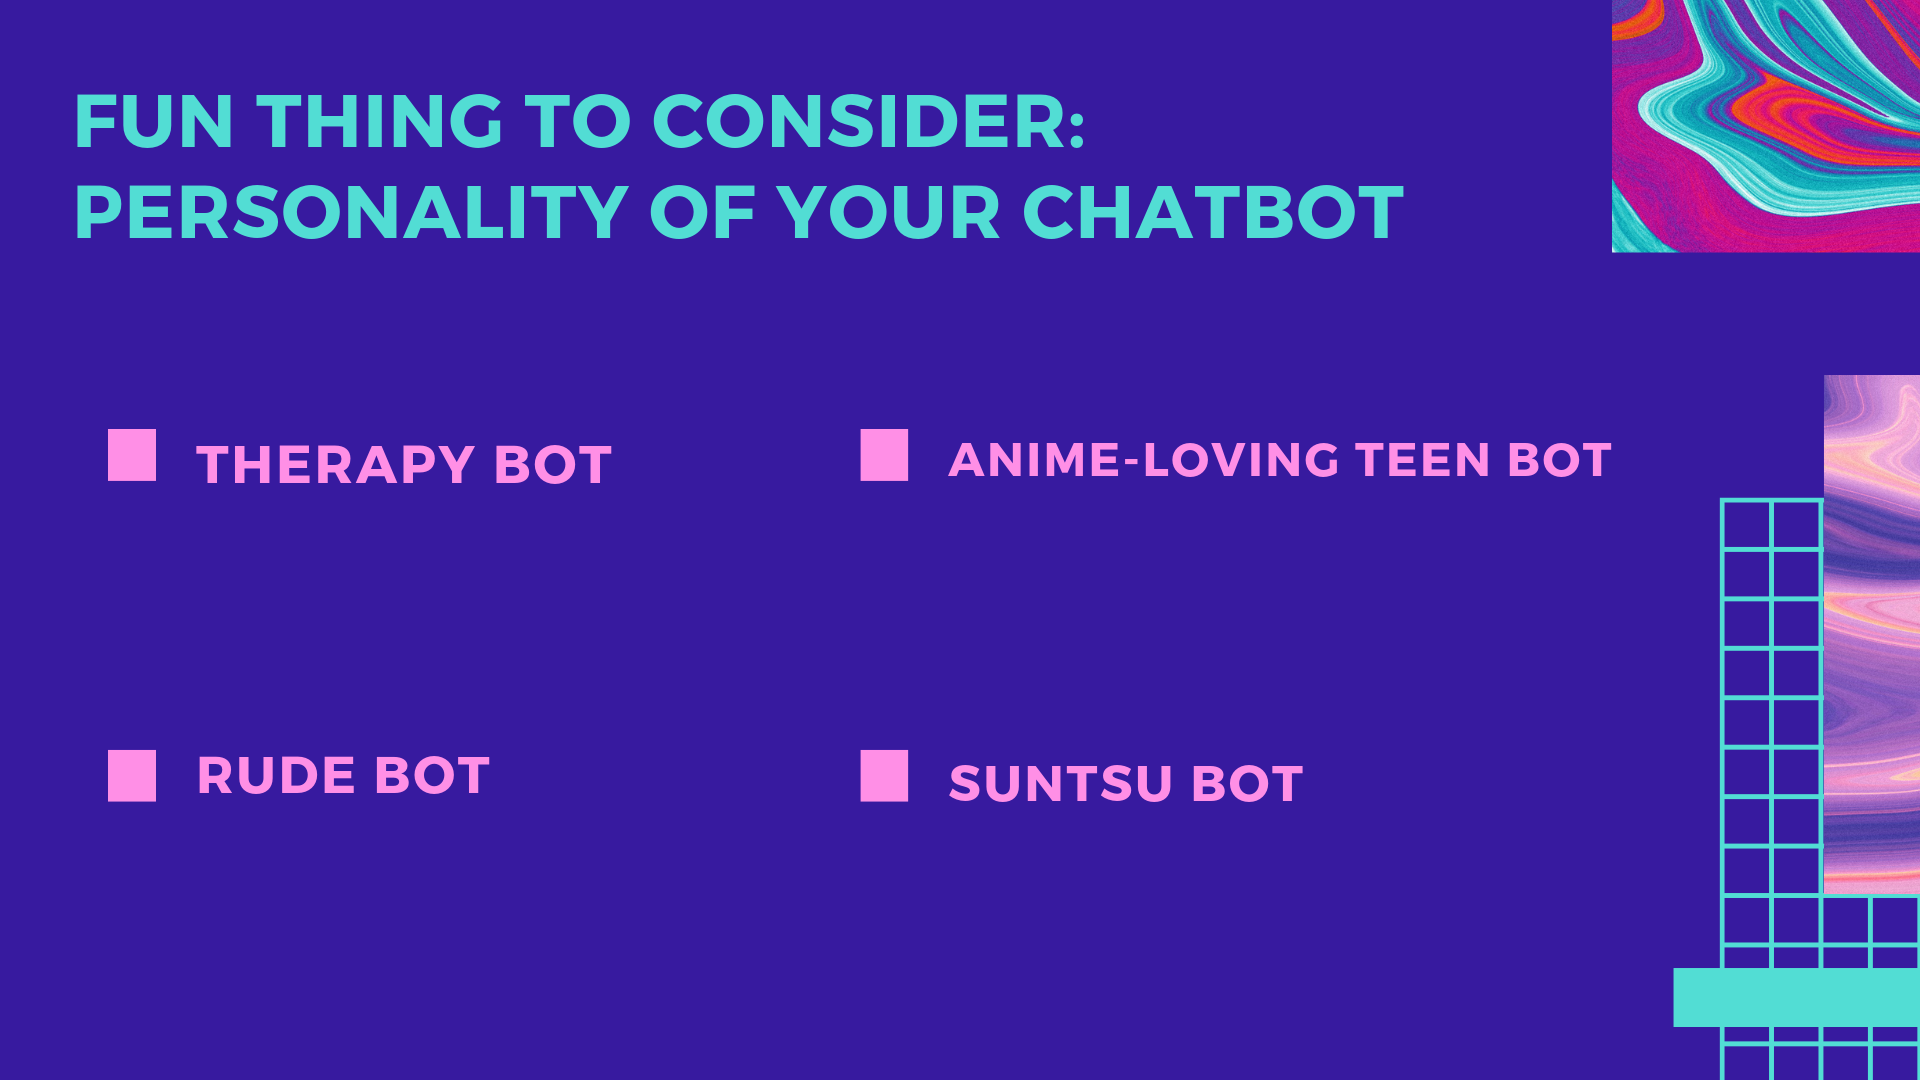 FUN THING TO CONSIDER:
PERSONALITY OF YOUR CHATBOT
THERAPY BOT
ANIME-LOVING TEEN BOT
RUDE BOT
SUNTSU BOT